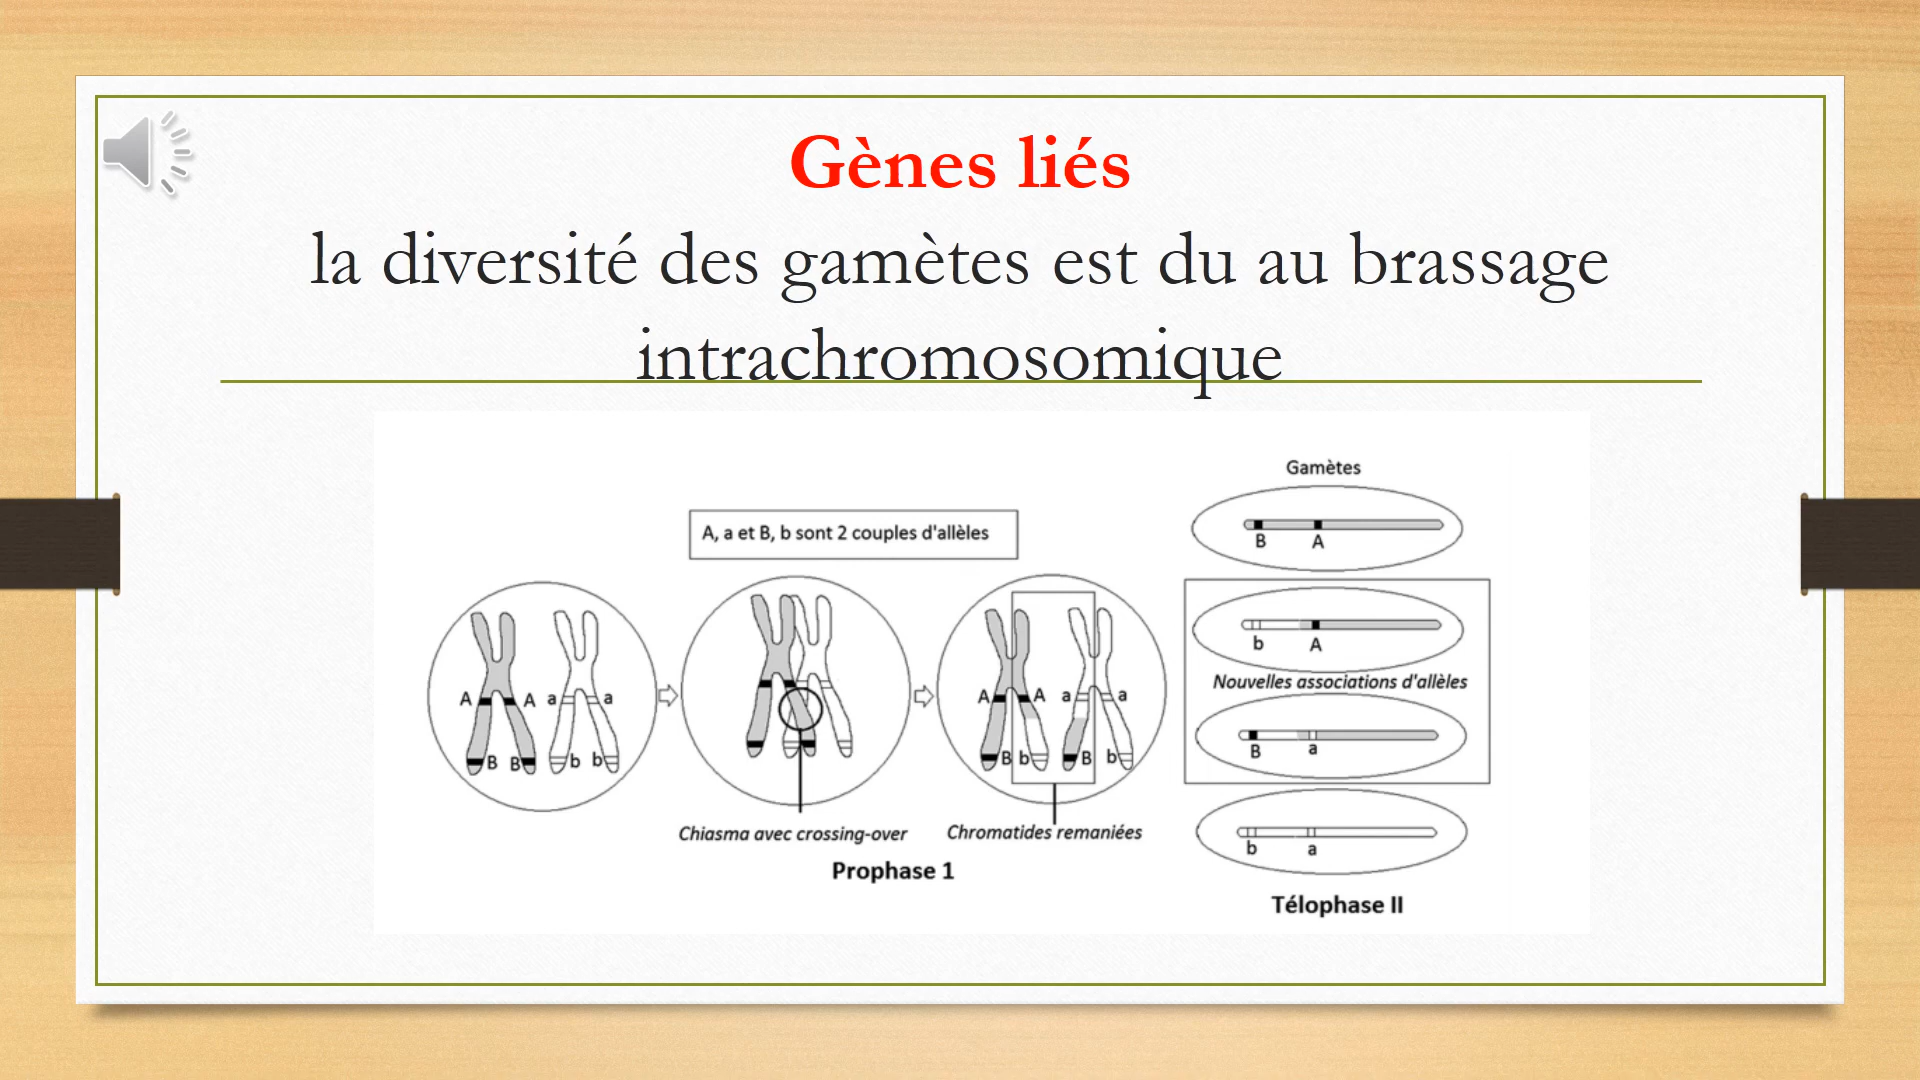 Gènes liés
la diversité des gamètes est du au brassage
intrachromosomique
A, a et B, b sont 2 couples d'allèles
A A a a
B B b b
Chiasma avec crossing-over
A A a a
B b B b
Chromatides remaniées
Prophase 1
Gamètes
B A
b A
Nouvelles associations d'allèles
B a
b a
Télophase II